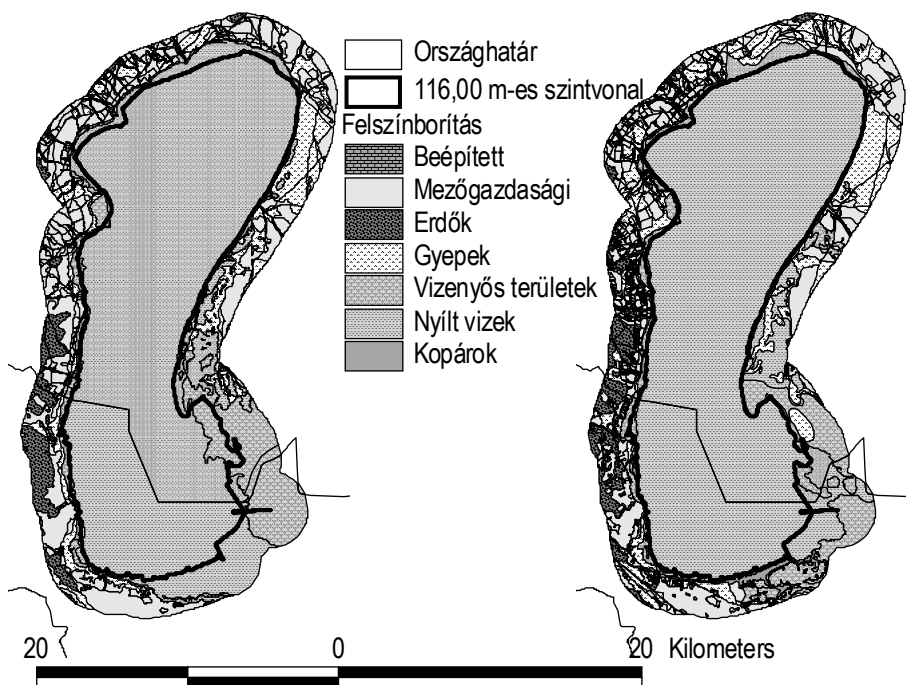 Országhatár
116,00 m-es szintvonal
Felszínborítás
Beépített
Mezőgazdasági
Erdők
Gyepek
Vizenyős területek
Nyílt vizek
Kopárok
20 0 20 Kilometers